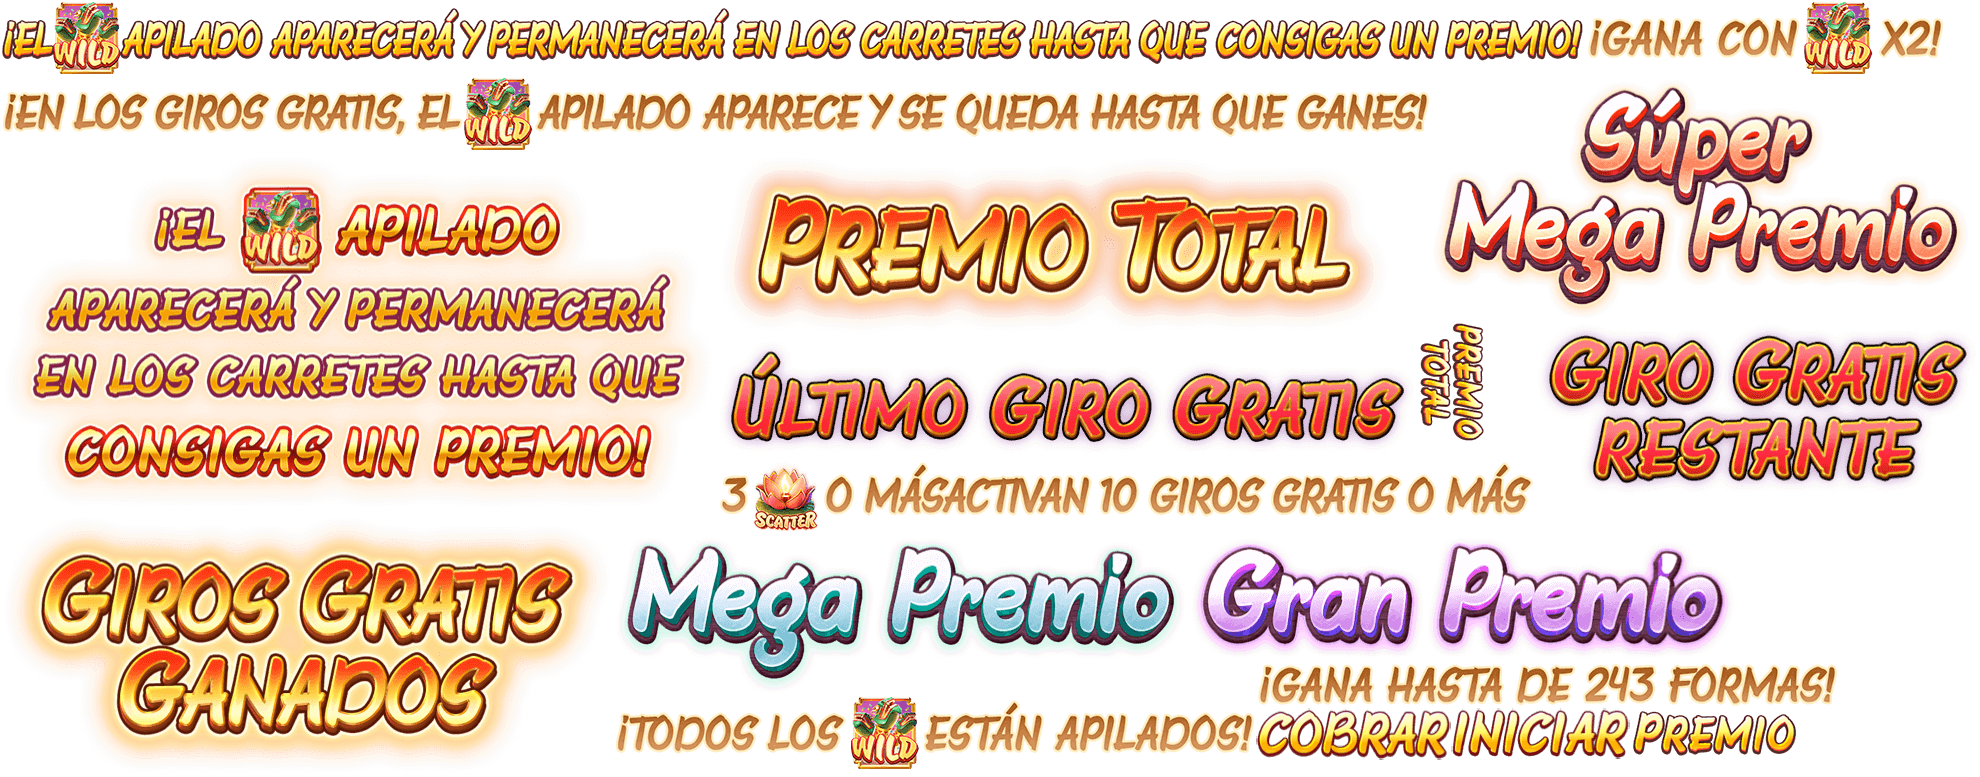 ¡EL WILD APILADO APARECERÁ Y PERMANECERÁ EN LOS CARRETES HASTA QUE CONSIGAS UN PREMIO! ¡GANA CON WILD X2!
¡EN LOS GIROS GRATIS, EL WILD APILADO APARECE Y SE QUEDA HASTA QUE GANES!
Súper
Mega Premio
¡EL WILD APILADO
APARECERÁ Y PERMANECERÁ
EN LOS CARRETES HASTA QUE
CONSIGAS UN PREMIO!
PREMIO TOTAL
ÚLTIMO GIRO GRATIS
PREMIO
TOTAL
GIRO GRATIS
RESTANTE
3 SCATTER O MÁSACTIVAN 10 GIROS GRATIS O MÁS
GIROS GRATIS
GANADOS
Mega Premio
Gran Premio
¡GANA HASTA DE 243 FORMAS!
¡TODOS LOS WILD ESTÁN APILADOS!
COBRAR INICIAR PREMIO